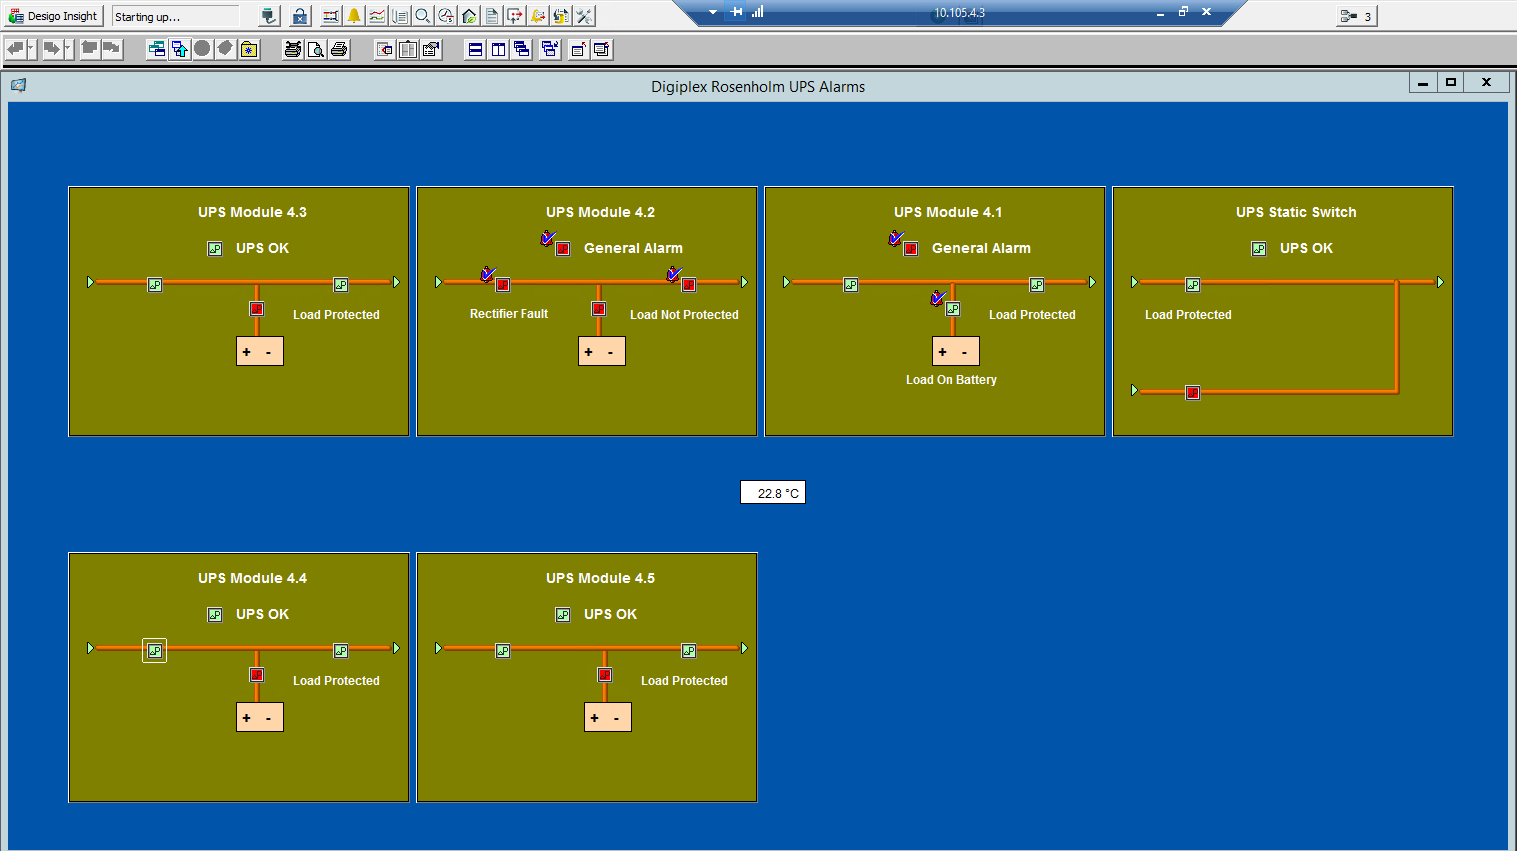 Desigo Insight
Starting up...
10.105.4.3
3
Digiplex Rosenholm UPS Alarms
UPS Module 4.3
UPS OK
Load Protected
+ -
UPS Module 4.2
General Alarm
Rectifier Fault
Load Not Protected
+ -
UPS Module 4.1
General Alarm
Load Protected
+ -
Load On Battery
UPS Static Switch
UPS OK
Load Protected
22.8 °C
UPS Module 4.4
UPS OK
Load Protected
+ -
UPS Module 4.5
UPS OK
Load Protected
+ -